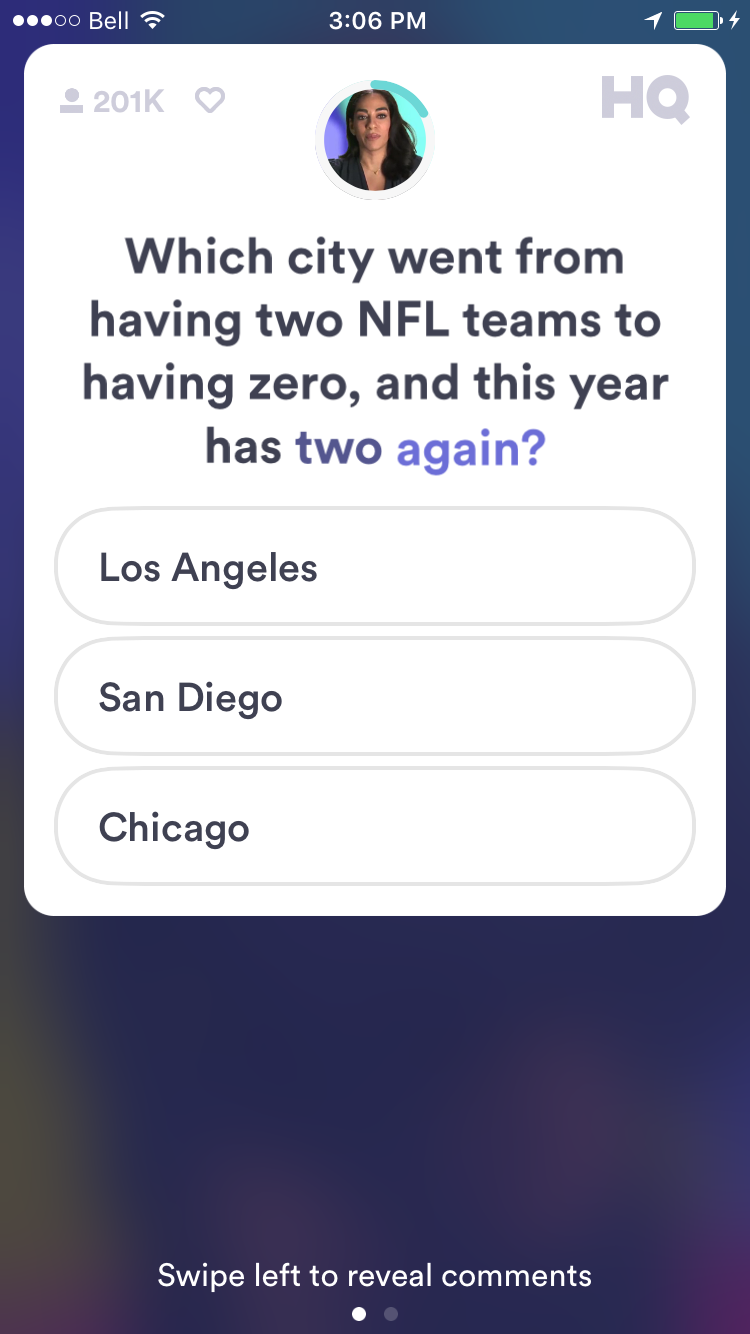 Bell 3:06 PM
201K HQ
Which city went from
having two NFL teams to
having zero, and this year
has two again?
Los Angeles
San Diego
Chicago
Swipe left to reveal comments